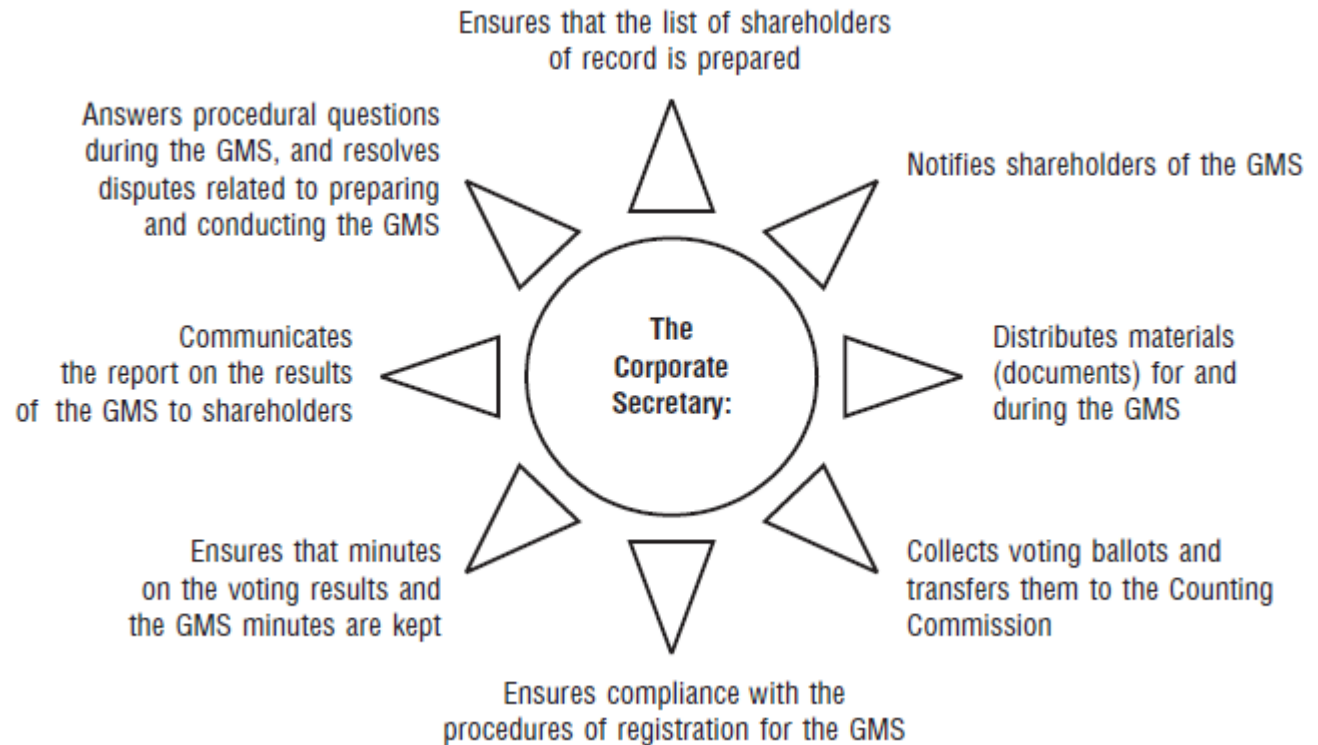 Ensures that the list of shareholders
of record is prepared
Answers procedural questions
during the GMS, and resolves
disputes related to preparing
and conducting the GMS
Notifies shareholders of the GMS
Communicates
the report on the results
of the GMS to shareholders
The
Corporate
Secretary:
Distributes materials
(documents) for and
during the GMS
Ensures that minutes
on the voting results and
the GMS minutes are kept
Collects voting ballots and
transfers them to the Counting
Commission
Ensures compliance with the
procedures of registration for the GMS